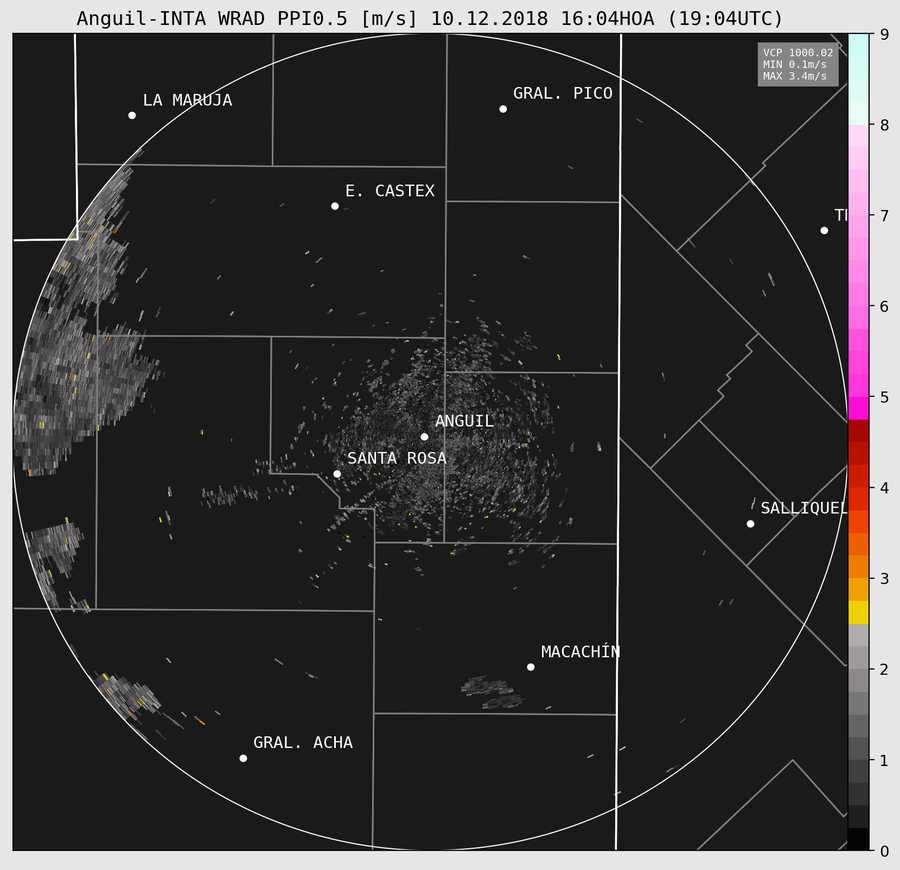 Anguil-INTA WRAD PPI0.5 [m/s] 10.12.2018 16:04HOA (19:04UTC)
VCP 1000.02
MIN 0.1m/s
MAX 3.4m/s
LA MARUJA
GRAL. PICO
E. CASTEX
ANGUIL
SANTA ROSA
SALLIQUEL
MACACHÍN
GRAL. ACHA
9
8
7
6
5
4
3
2
1
0